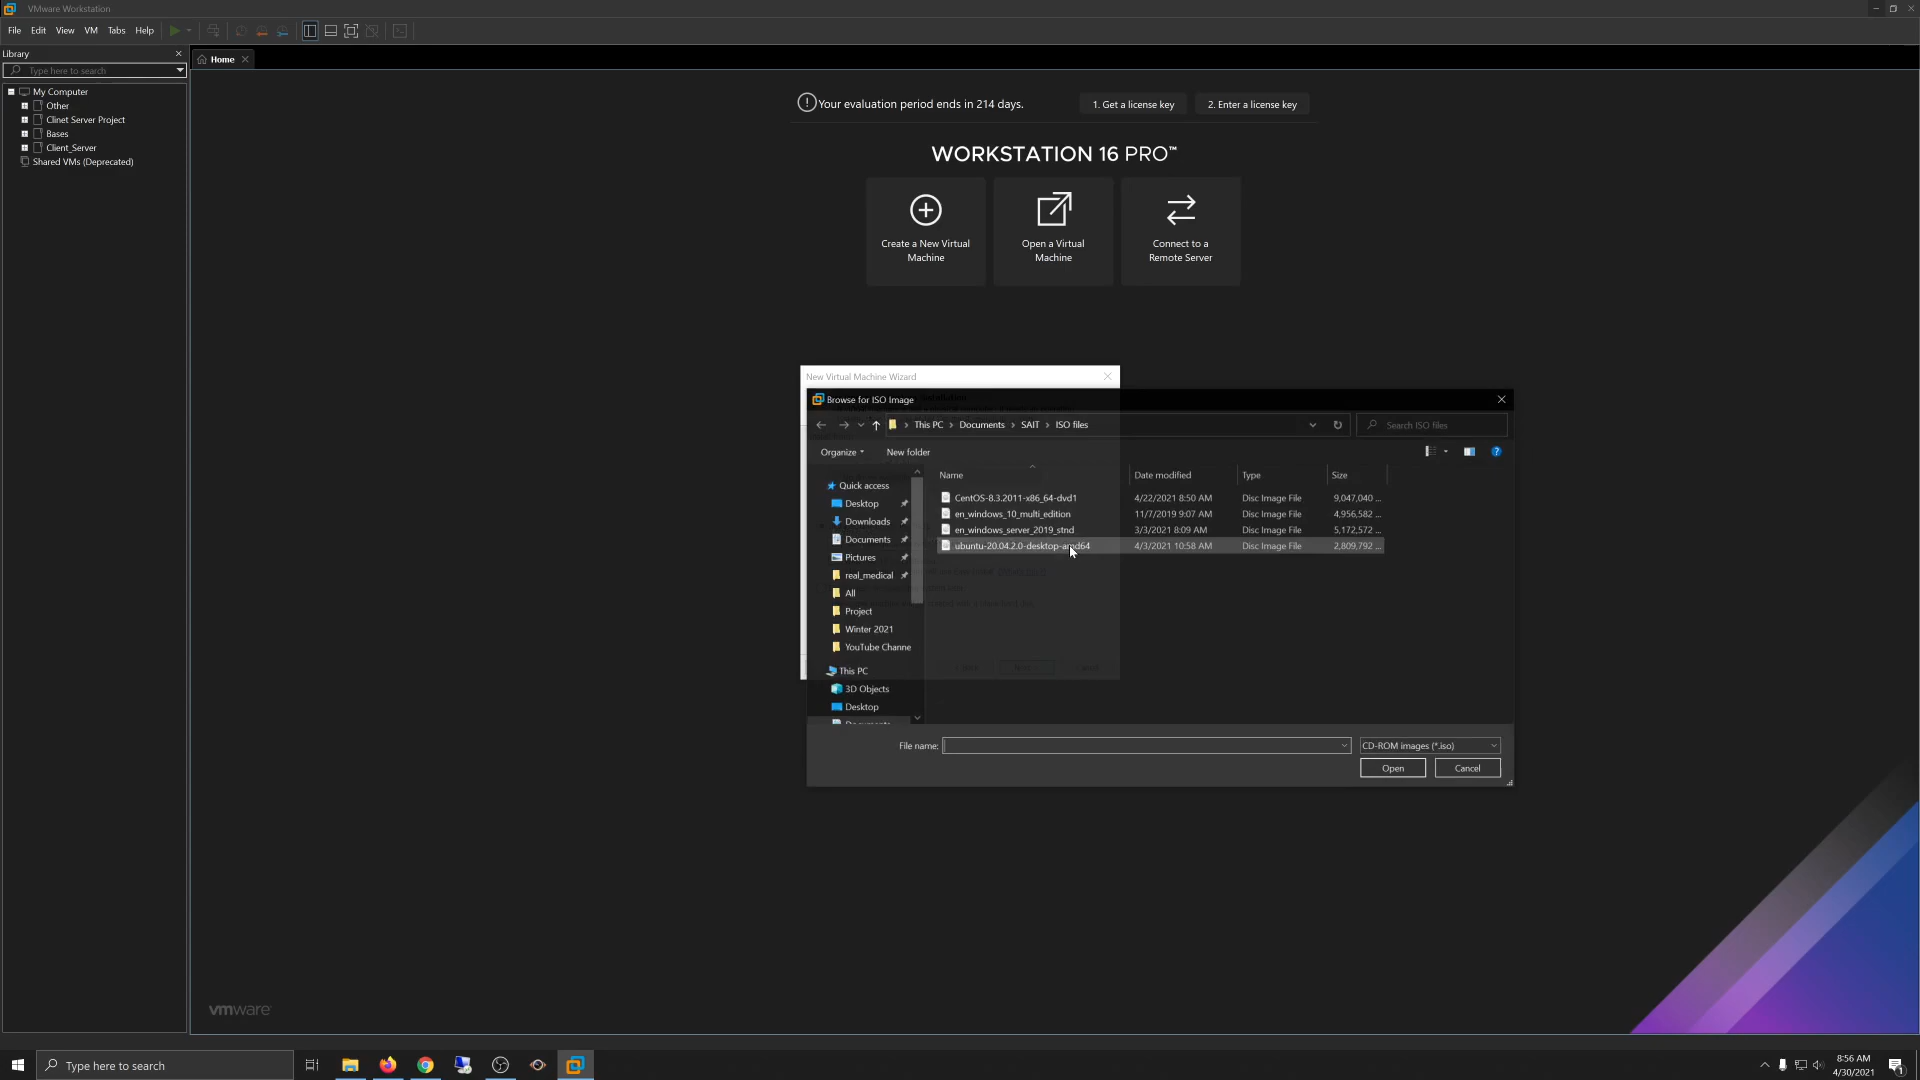 VMware Workstation
File Edit View VM Tabs Help
Library
Type here to search
My Computer
Other
Clinet Server Project
Bases
Client_Server
Shared VMs (Deprecated)
Home
Your evaluation period ends in 214 days.
1. Get a license key
2. Enter a license key
WORKSTATION 16 PRO™
Create a New Virtual
Machine
Open a Virtual
Machine
Connect to a
Remote Server
New Virtual Machine Wizard
Browse for ISO Image
This PC › Documents › SAIT › ISO files
Search ISO files
Organize New folder
Name Date modified Type Size
CentOS-8.3.2011-x86_64-dvd1 4/22/2021 8:50 AM Disc Image File 9,047,040 ...
en_windows_10_multi_edition 11/7/2019 9:07 AM Disc Image File 4,956,582 ...
en_windows_server_2019_stnd 3/3/2021 8:09 AM Disc Image File 5,172,572 ...
ubuntu-20.04.2.0-desktop-amd64 4/3/2021 10:58 AM Disc Image File 2,809,792 ...
Quick access
Desktop
Downloads
Documents
Pictures
real_medical
All
Project
Winter 2021
YouTube Channe
This PC
3D Objects
Desktop
Documents
File name:
CD-ROM images (*.iso)
Open
Cancel
vmware
Type here to search
8:56 AM
4/30/2021
1